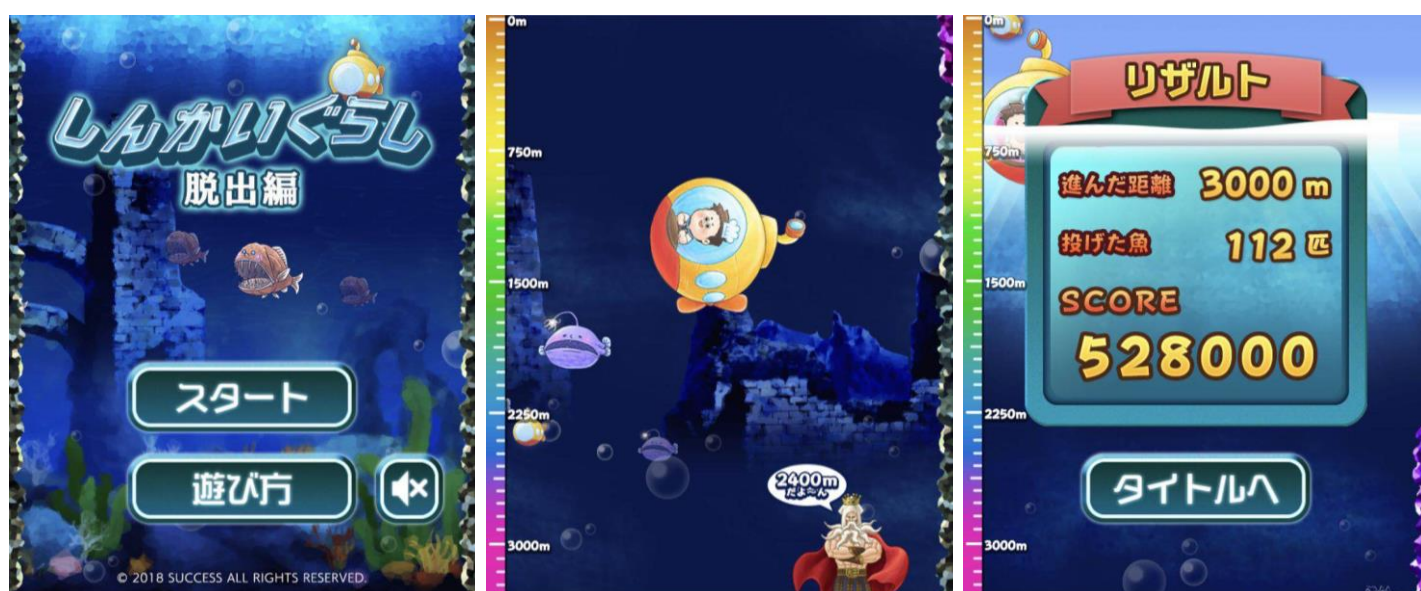 しんかいぐらし
脱出編
スタート
遊び方
© 2018 SUCCESS ALL RIGHTS RESERVED.
0m
750m
1500m
2250m
3000m
2400m
だよ~ん
0m
750m
1500m
2250m
3000m
リザルト
進んだ距離 3000 m
投げた魚 112 匹
SCORE
528000
タイトルへ